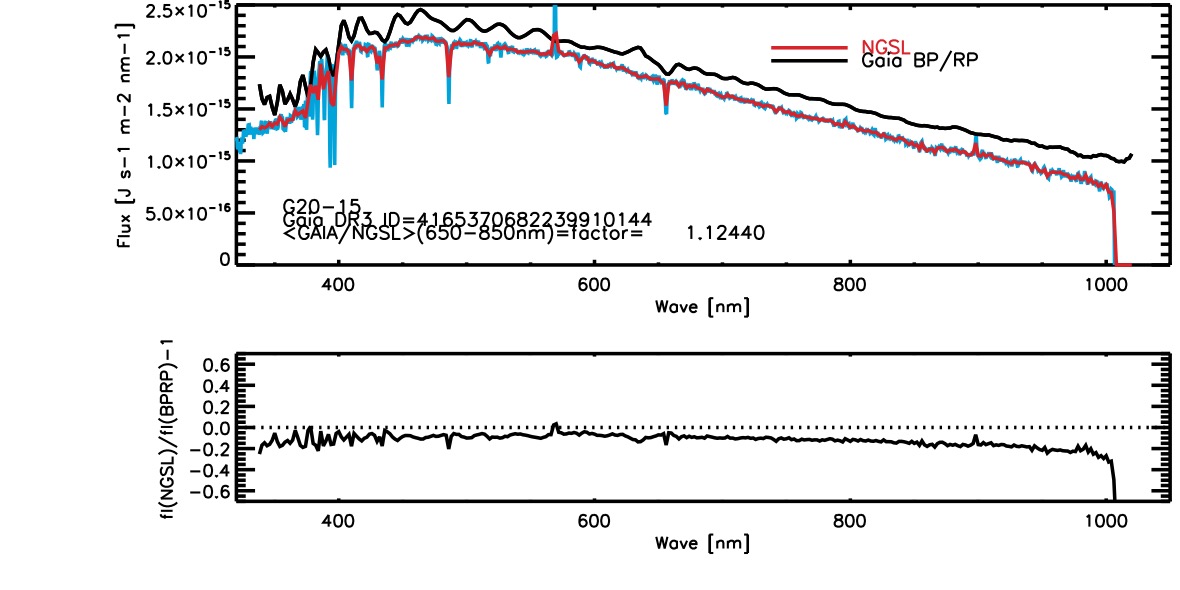 2.5×10⁻¹⁵
2.0×10⁻¹⁵
1.5×10⁻¹⁵
1.0×10⁻¹⁵
5.0×10⁻¹⁶
0
Flux [J s-1 m-2 nm-1]
NGSL
Gaia BP/RP
G20-15
Gaia DR3 ID=4165370682239910144
<GAIA/NGSL>(650-850nm)=factor= 1.12440
400 600 800 1000
Wave [nm]
fl(NGSL)/fl(BPRP)-1
0.6
0.4
0.2
0.0
-0.2
-0.4
-0.6
400 600 800 1000
Wave [nm]